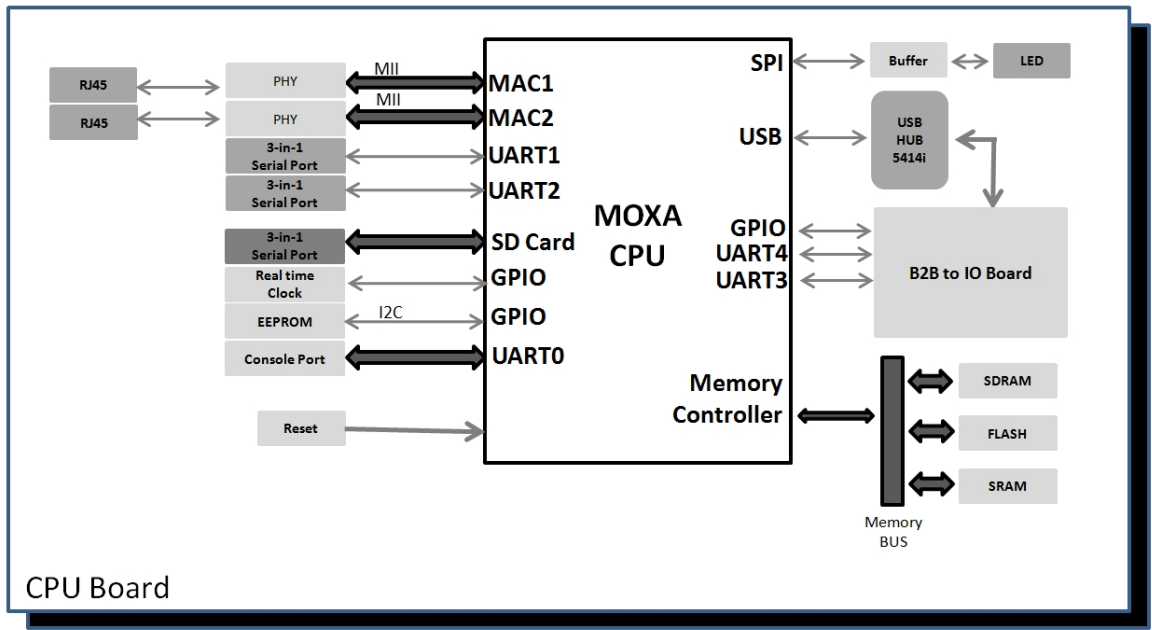 RJ45
RJ45
PHY
PHY
MII
MII
3-in-1
Serial Port
3-in-1
Serial Port
3-in-1
Serial Port
Real time
Clock
EEPROM
I2C
Console Port
Reset
MAC1
MAC2
UART1
UART2
SD Card
GPIO
GPIO
UART0
MOXA
CPU
SPI
USB
GPIO
UART4
UART3
Memory
Controller
Buffer
LED
USB
HUB
5414i
B2B to IO Board
SDRAM
FLASH
SRAM
Memory
BUS
CPU Board